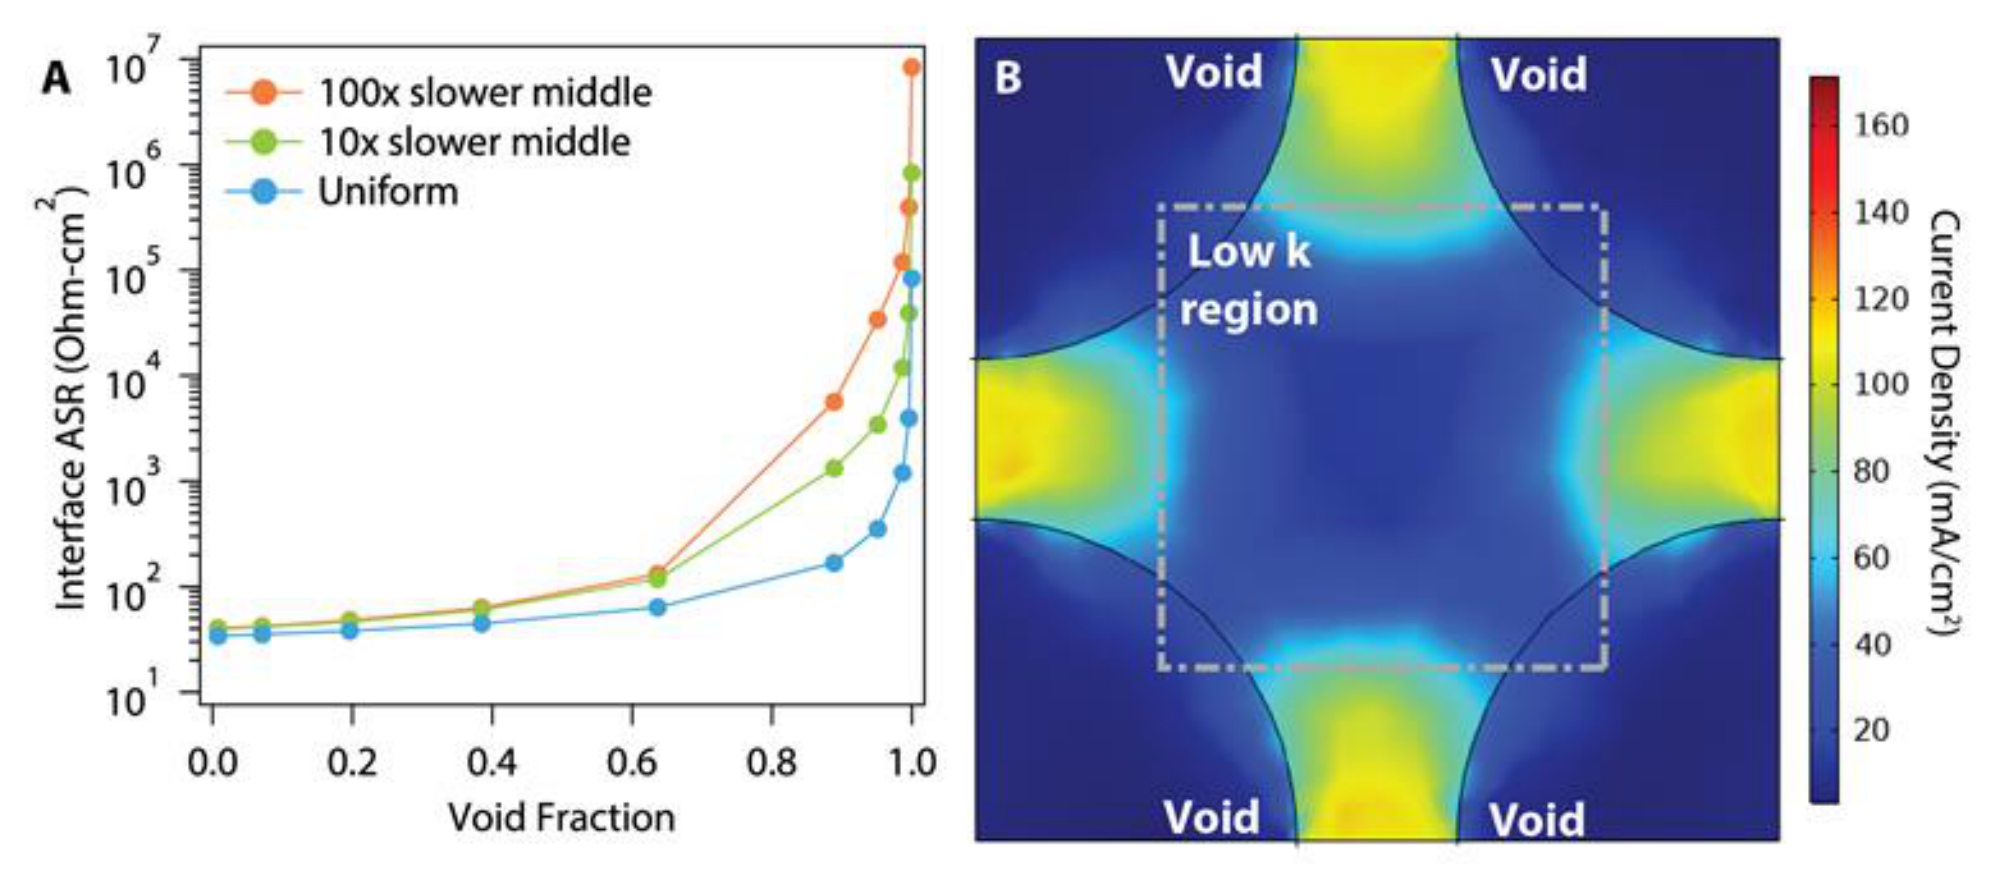 A
10^7
10^6
10^5
10^4
10^3
10^2
10^1
Interface ASR (Ohm-cm^2)
100x slower middle
10x slower middle
Uniform
0.0 0.2 0.4 0.6 0.8 1.0
Void Fraction
B
Void Void
Low k
region
Void Void
160
140
120
100
80
60
40
20
Current Density (mA/cm^2)